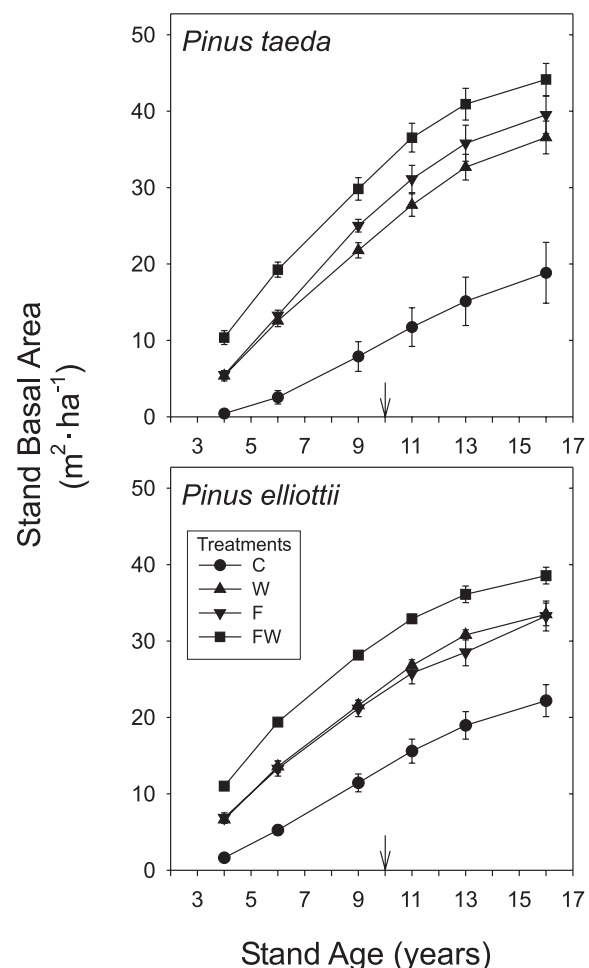 Pinus taeda
50
40
30
20
10
0
3 5 7 9 11 13 15 17
Stand Basal Area
(m²·ha⁻¹)
Pinus elliottii
Treatments
C
W
F
FW
50
40
30
20
10
0
3 5 7 9 11 13 15 17
Stand Age (years)